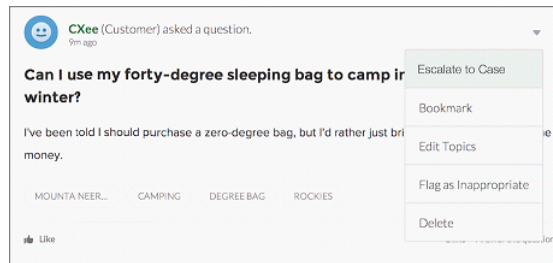 CXee (Customer) asked a question.
9m ago
Can I use my forty-degree sleeping bag to camp in
winter?
I've been told I should purchase a zero-degree bag, but I'd rather just bri
money.
MOUNTA NEER...
CAMPING
DEGREE BAG
ROCKIES
Like
Escalate to Case
Bookmark
Edit Topics
Flag as Inappropriate
Delete